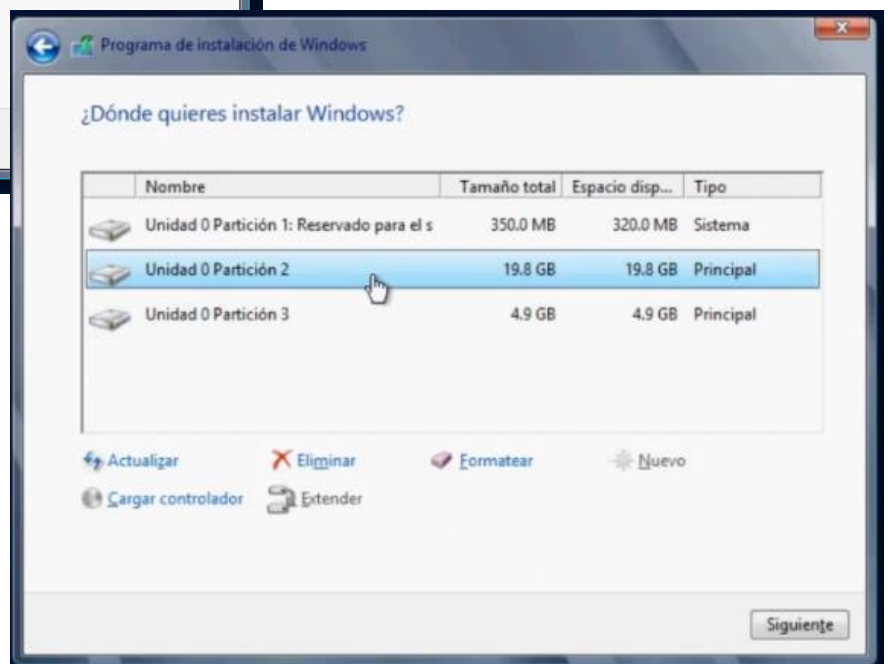 Programa de instalación de Windows
¿Dónde quieres instalar Windows?
Nombre Tamaño total Espacio disp... Tipo
Unidad 0 Partición 1: Reservado para el s 350.0 MB 320.0 MB Sistema
Unidad 0 Partición 2 19.8 GB 19.8 GB Principal
Unidad 0 Partición 3 4.9 GB 4.9 GB Principal
Actualizar Eliminar Formatear Nuevo
Cargar controlador Extender
Siguiente